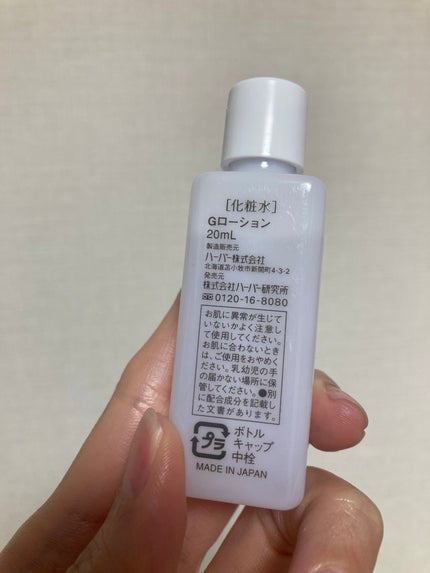 ［化粧水］
Gローション
20mL
製造販売元
ハーバー株式会社
北海道苫小牧市新開町4-3-2
発売元
株式会社ハーバー研究所
0120-16-8080
お肌に異常が生じて
いないかよく注意し
て使用してください。
お肌に合わないとき
は、ご使用をおやめく
ださい。乳幼児の手
の届かない場所に保
管してください。●別
に配合成分を記載し
た文書があります。
プラ
ボトル
キャップ
中栓
MADE IN JAPAN